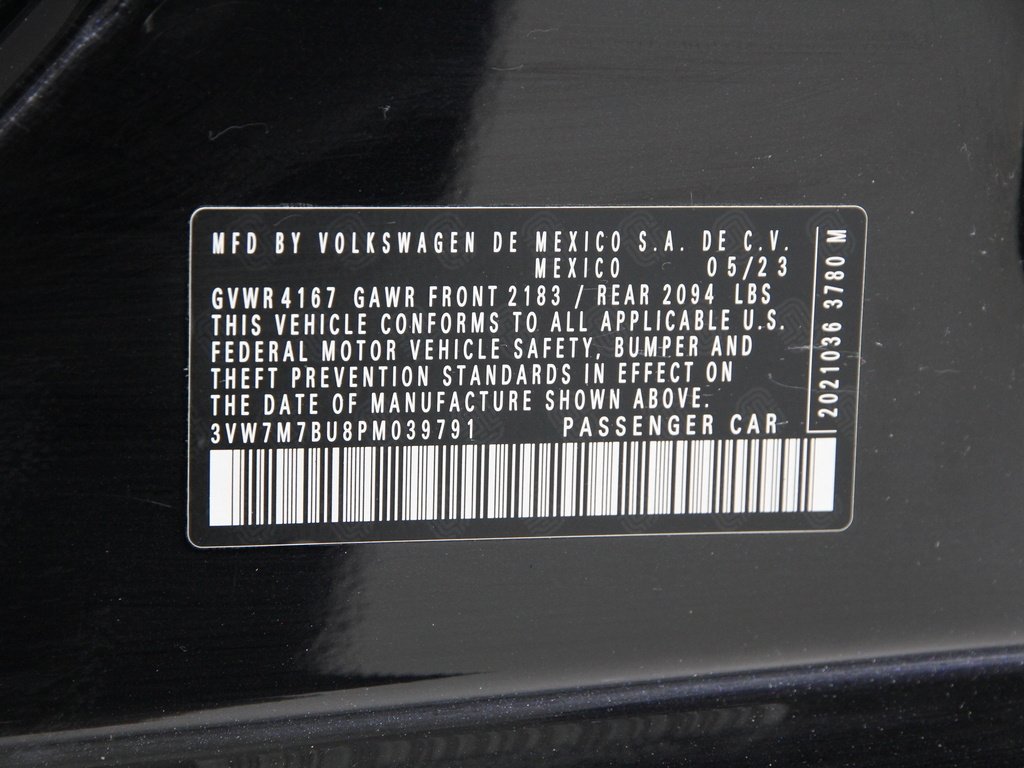 MFD BY VOLKSWAGEN DE MEXICO S.A. DE C.V.
MEXICO 05/23
GVWR 4167 GAWR FRONT 2183 / REAR 2094 LBS
THIS VEHICLE CONFORMS TO ALL APPLICABLE U.S.
FEDERAL MOTOR VEHICLE SAFETY, BUMPER AND
THEFT PREVENTION STANDARDS IN EFFECT ON
THE DATE OF MANUFACTURE SHOWN ABOVE.
3VW7M7BU8PM039791 PASSENGER CAR
2021036 3780 M